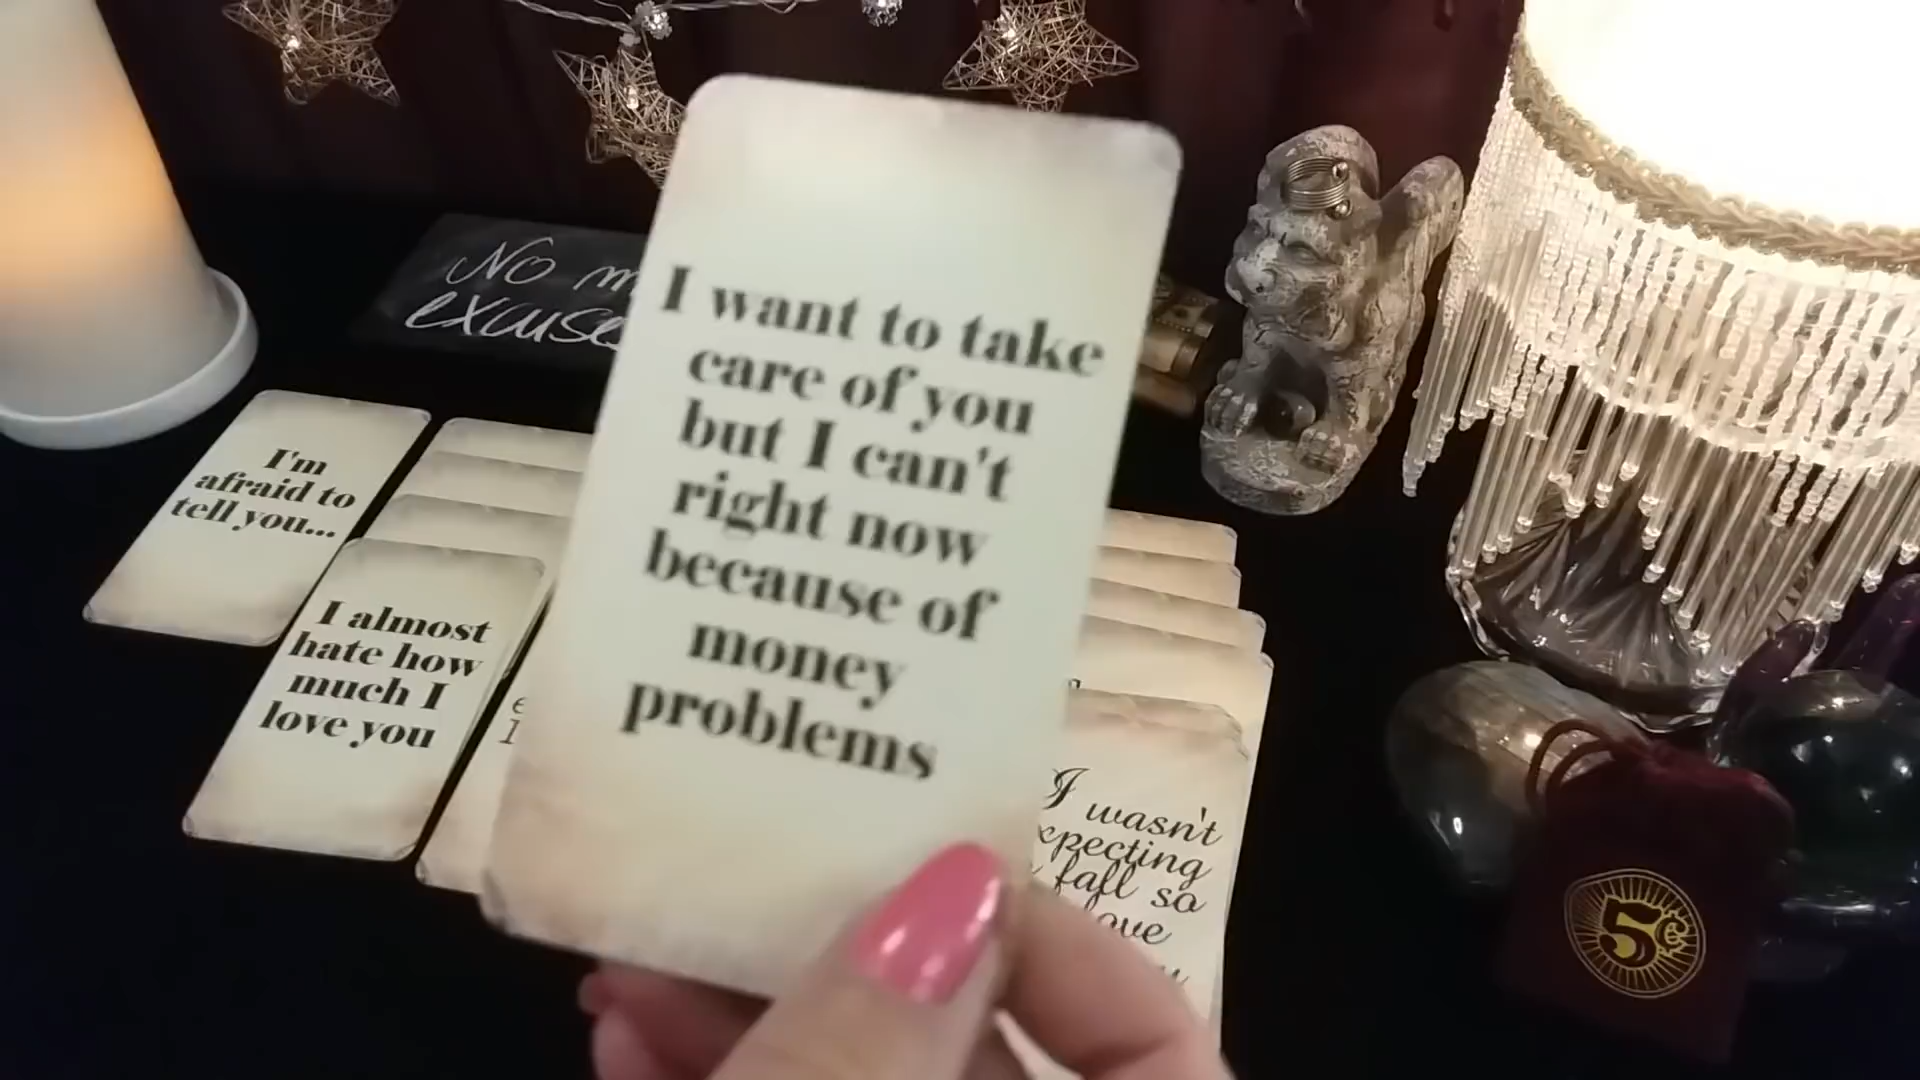 No
excuse
I want to take
care of you
but I can't
right now
because of
money
problems
I'm
afraid to
tell you...
I almost
hate how
much I
love you
I wasn't
fall so
5¢